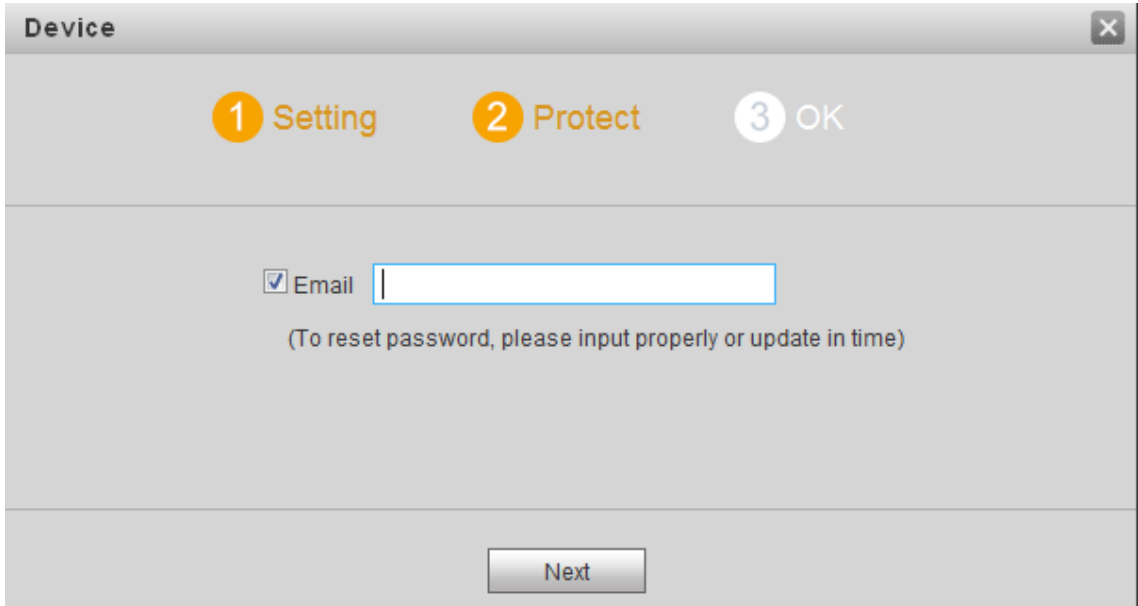 Device
1 Setting 2 Protect 3 OK
Email
(To reset password, please input properly or update in time)
Next